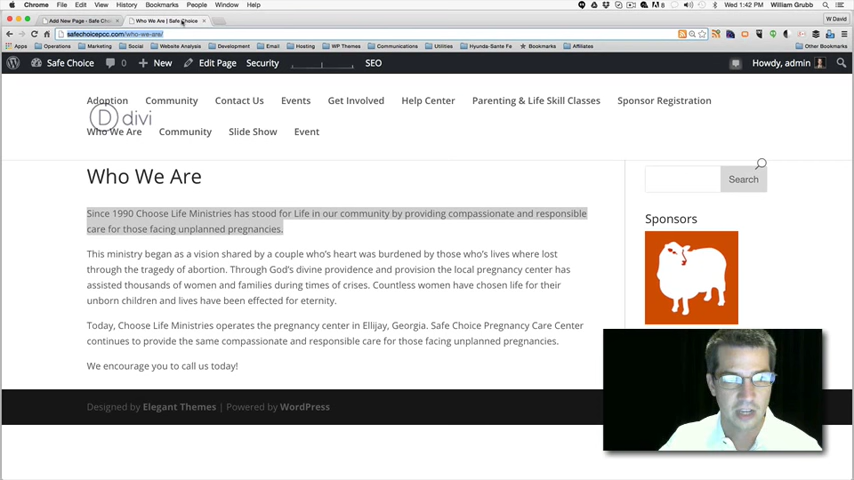 Chrome File Edit View History Bookmarks People Window Help
Wed 1:42 PM William Grubb
Add New Page - Safe Cho
Who We Are | Safe Choice
W David
safechoicepcc.com/who-we-are/
Apps Operations Marketing Social Website Analysis Development Email Hosting WP Themes Communications Utilities Hyunda-Sante Fe Bookmarks Affiliates Other Bookmarks
Safe Choice 0 New Edit Page Security SEO Howdy, admin
Adoption Community Contact Us Events Get Involved Help Center Parenting & Life Skill Classes Sponsor Registration
D divi
Who We Are Community Slide Show Event
Who We Are
Search
Since 1990 Choose Life Ministries has stood for Life in our community by providing compassionate and responsible
care for those facing unplanned pregnancies.
Sponsors
This ministry began as a vision shared by a couple who's heart was burdened by those who's lives where lost
through the tragedy of abortion. Through God's divine providence and provision the local pregnancy center has
assisted thousands of women and families during times of crises. Countless women have chosen life for their
unborn children and lives have been effected for eternity.
Today, Choose Life Ministries operates the pregnancy center in Ellijay, Georgia. Safe Choice Pregnancy Care Center
continues to provide the same compassionate and responsible care for those facing unplanned pregnancies.
We encourage you to call us today!
Designed by Elegant Themes | Powered by WordPress